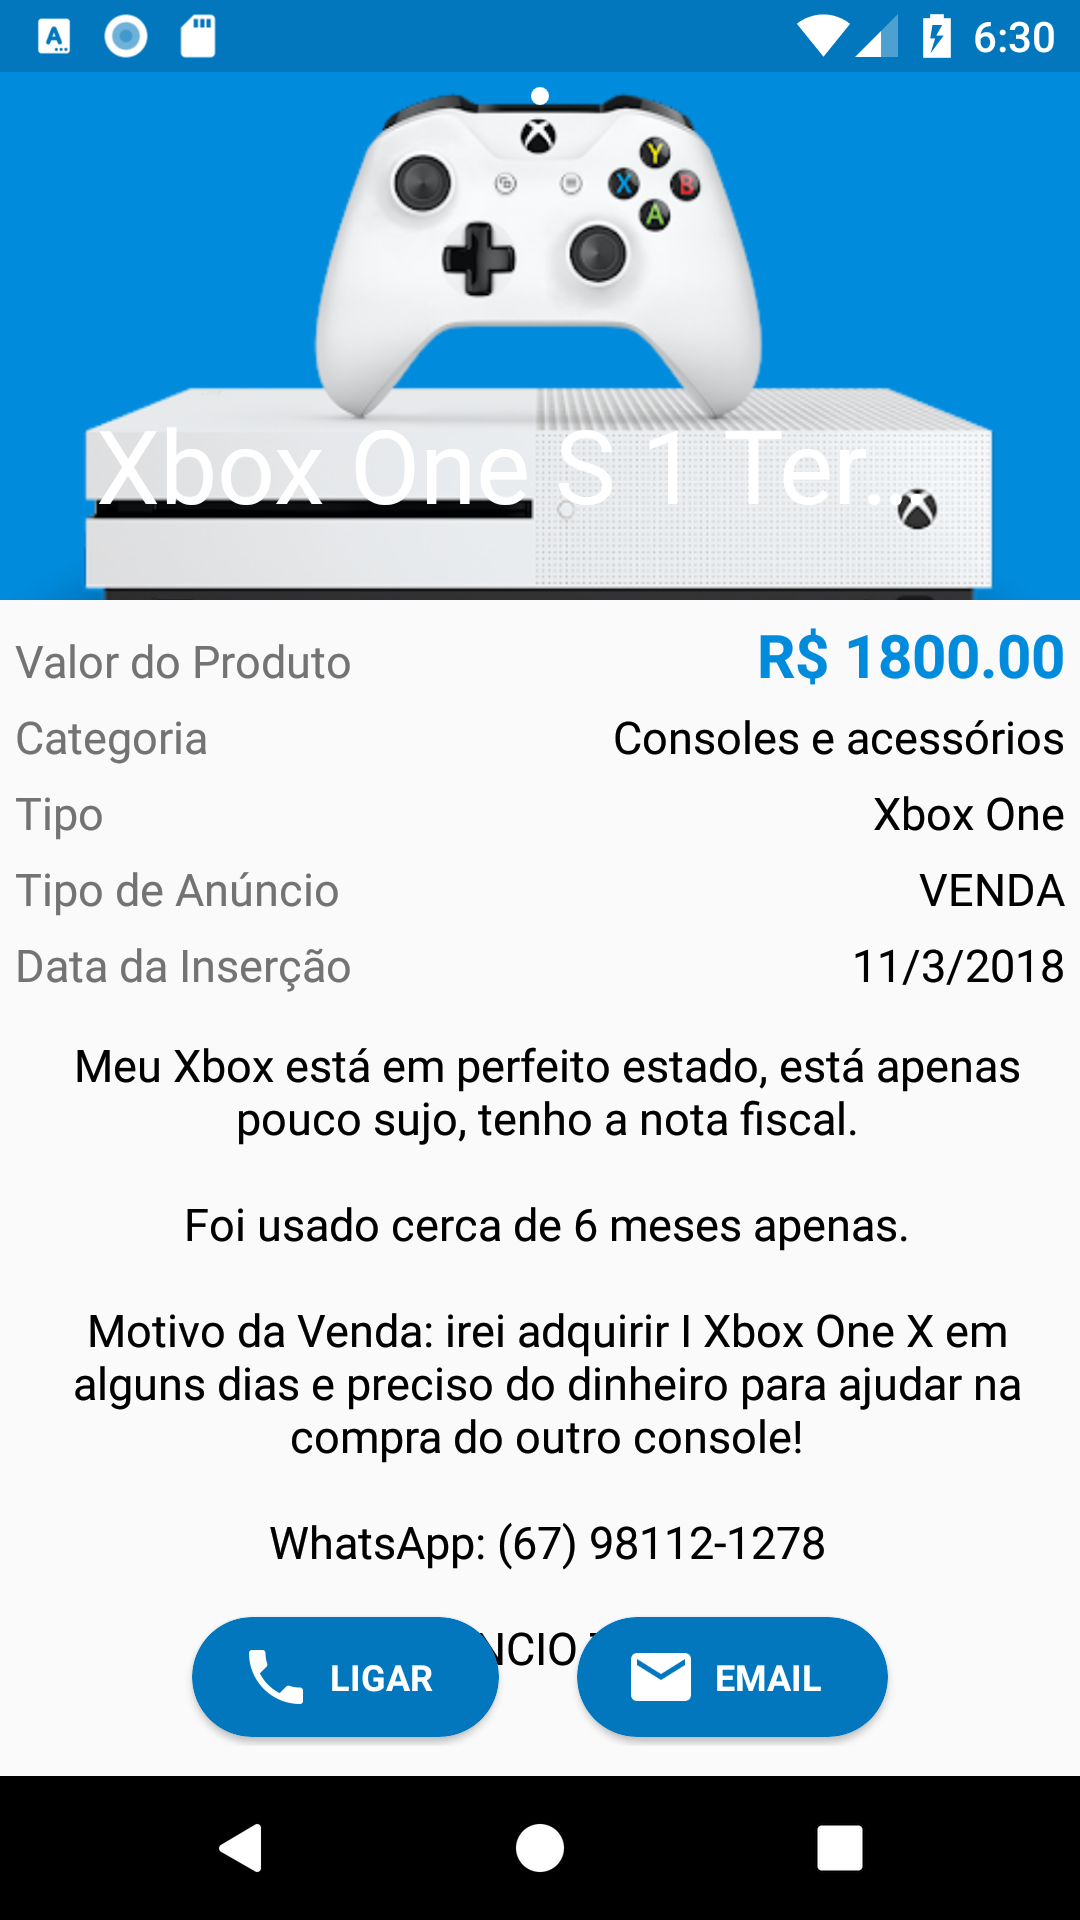 6:30
Y
X B
A
Xbox One S 1 Ter...
Valor do Produto R$ 1800.00
Categoria Consoles e acessórios
Tipo Xbox One
Tipo de Anúncio VENDA
Data da Inserção 11/3/2018
Meu Xbox está em perfeito estado, está apenas
pouco sujo, tenho a nota fiscal.
Foi usado cerca de 6 meses apenas.
Motivo da Venda: irei adquirir I Xbox One X em
alguns dias e preciso do dinheiro para ajudar na
compra do outro console!
WhatsApp: (67) 98112-1278
LIGAR EMAIL